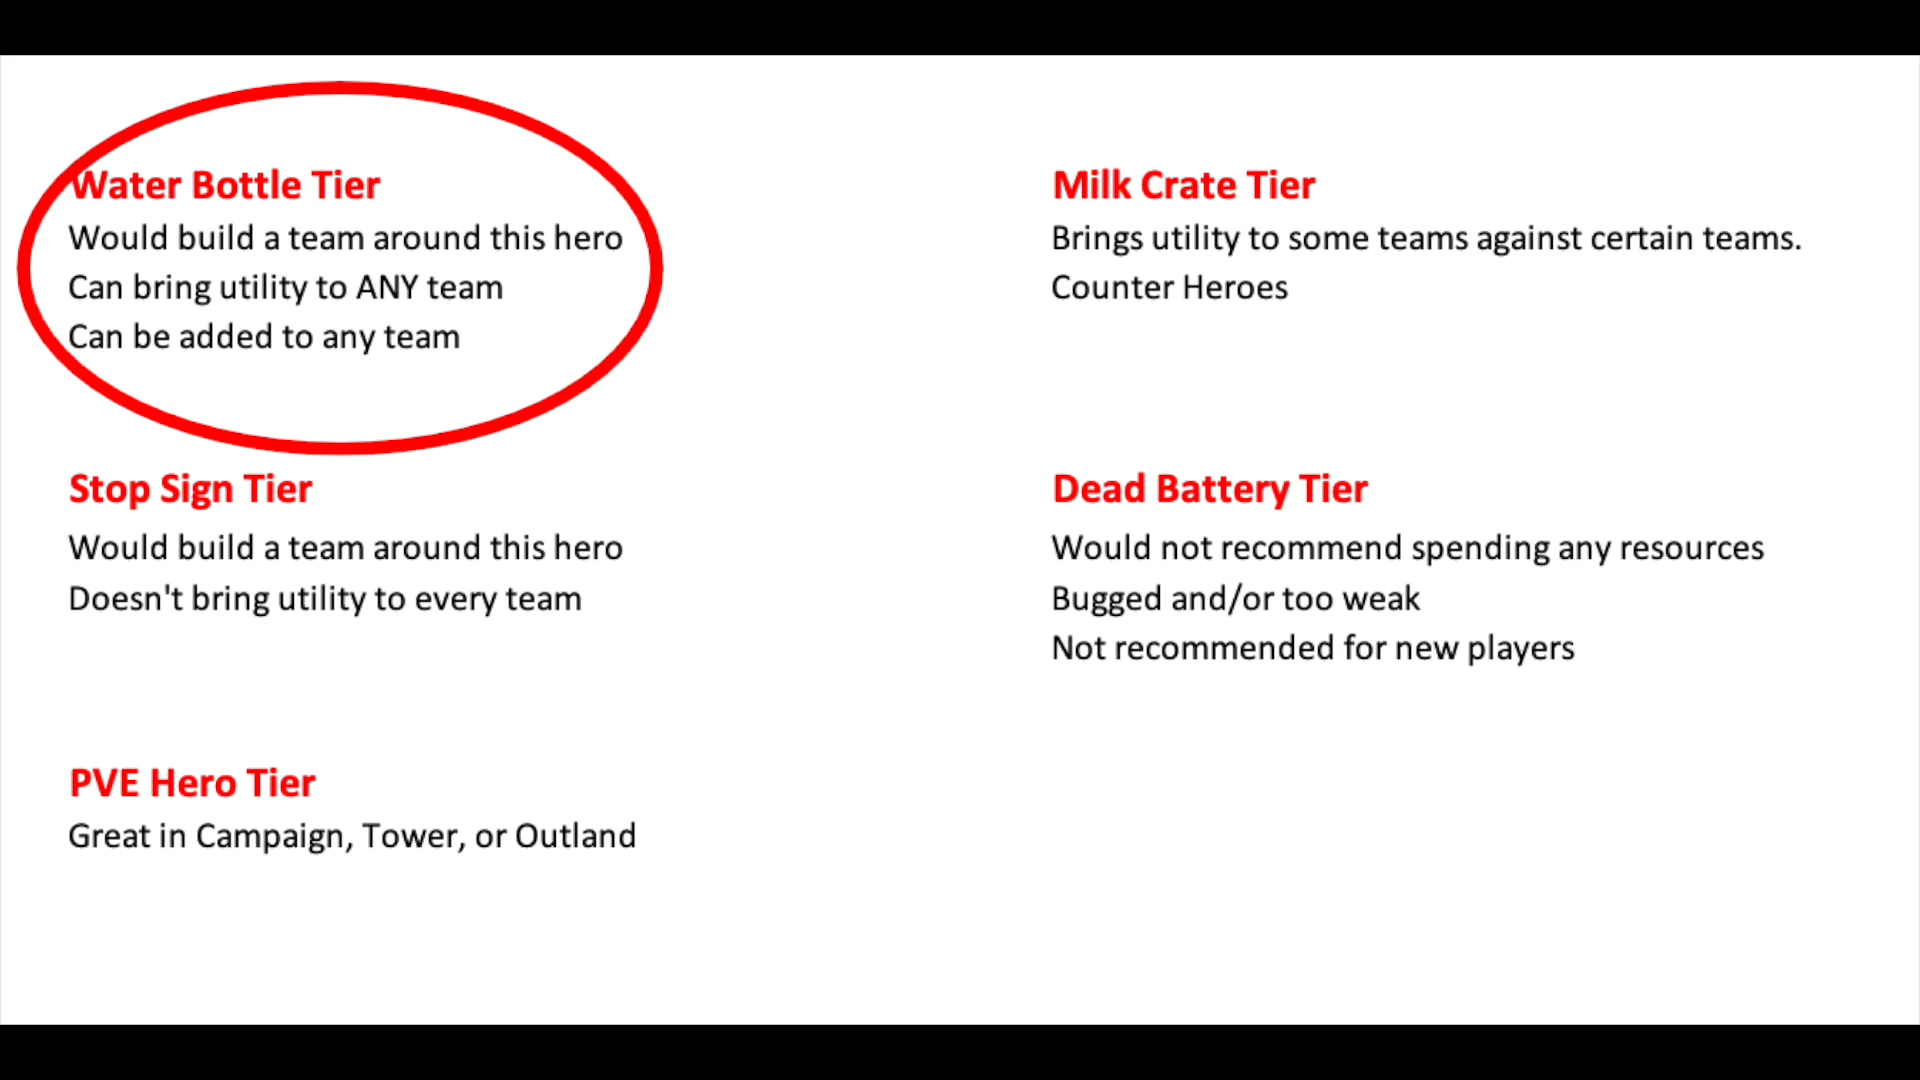 Water Bottle Tier
Would build a team around this hero
Can bring utility to ANY team
Can be added to any team
Milk Crate Tier
Brings utility to some teams against certain teams.
Counter Heroes
Stop Sign Tier
Would build a team around this hero
Doesn't bring utility to every team
Dead Battery Tier
Would not recommend spending any resources
Bugged and/or too weak
Not recommended for new players
PVE Hero Tier
Great in Campaign, Tower, or Outland